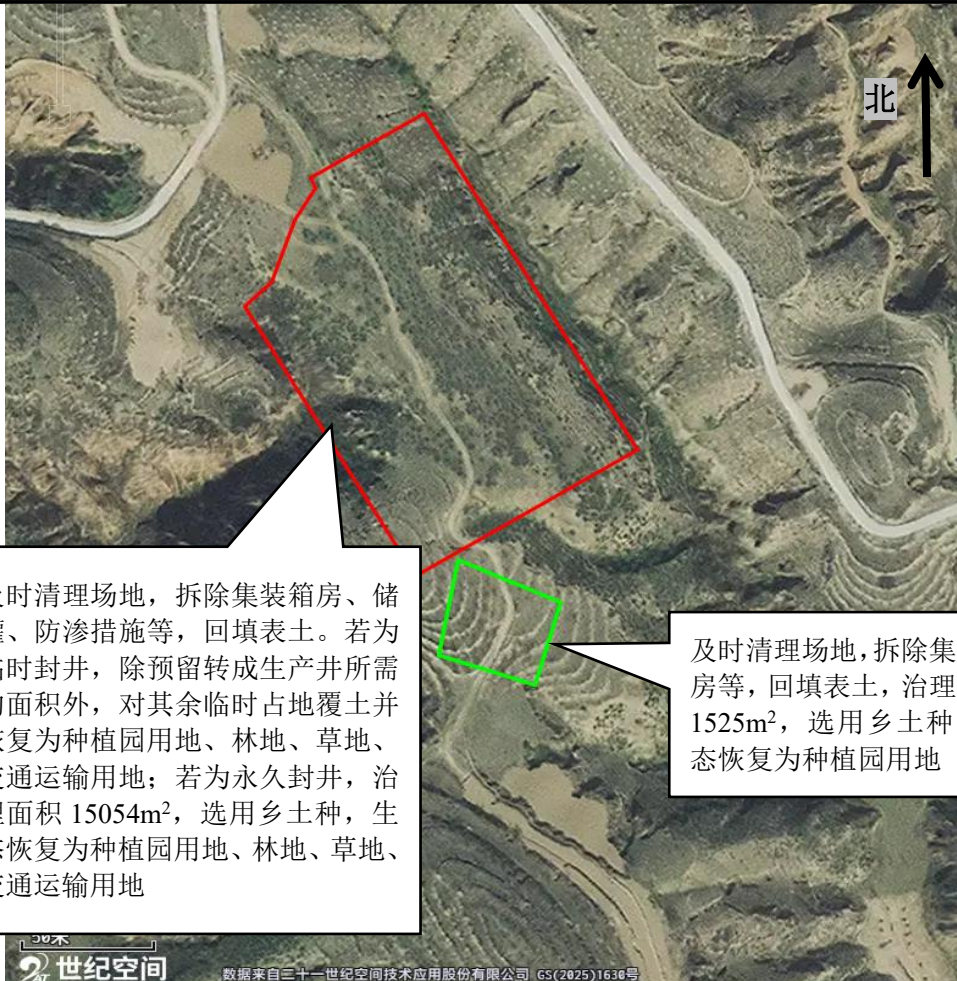 北
及时清理场地，拆除集装箱房、储
罐、防渗措施等，回填表土。若为
临时封井，除预留转成生产井所需
的面积外，对其余临时占地覆土并
恢复为种植园用地、林地、草地、
交通运输用地；若为永久封井，治
理面积 15054m²，选用乡土种，生
态恢复为种植园用地、林地、草地、
交通运输用地
及时清理场地，拆除集
房等，回填表土，治理
1525m²，选用乡土种
态恢复为种植园用地
50米
世纪空间
数据来自二十一世纪空间技术应用股份有限公司 GS(2025)1630号